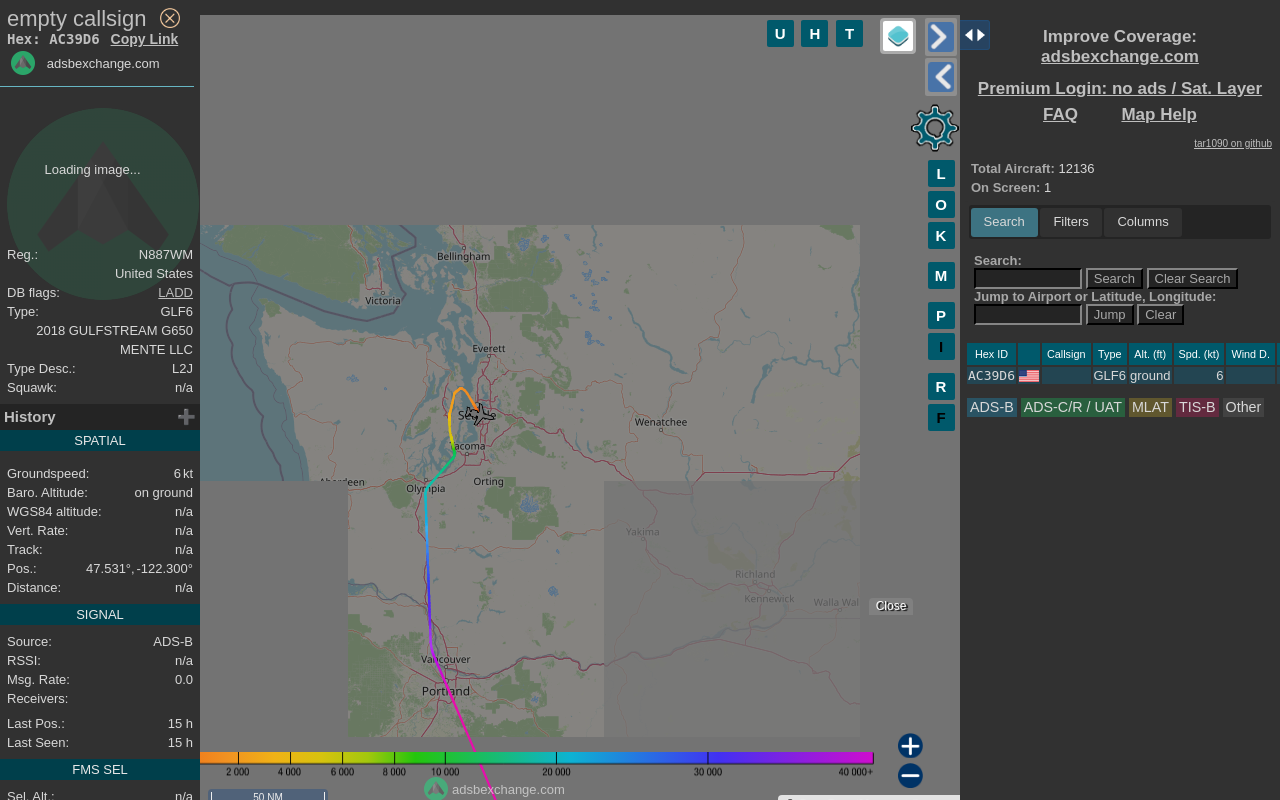 empty callsign
Hex: AC39D6 Copy Link
adsbexchange.com
Loading image...
Reg.: N887WM
United States
DB flags: LADD
Type: GLF6
2018 GULFSTREAM G650
MENTE LLC
Type Desc.: L2J
Squawk: n/a
History
SPATIAL
Groundspeed: 6 kt
Baro. Altitude: on ground
WGS84 altitude: n/a
Vert. Rate: n/a
Track: n/a
Pos.: 47.531°, -122.300°
Distance: n/a
SIGNAL
Source: ADS-B
RSSI: n/a
Msg. Rate: 0.0
Receivers:
Last Pos.: 15 h
Last Seen: 15 h
FMS SEL
Sel. Alt.: n/a
U H T
L
O
K
M
P
I
R
F
Bellingham
Victoria
Everett
Wenatchee
Tacoma
Aberdeen
Olympia
Orting
Yakima
Richland
Kennewick
Walla Wal
Vancouver
Portland
Close
2 000 4 000 6 000 8 000 10 000 20 000 30 000 40 000+
adsbexchange.com
50 NM
Improve Coverage:
adsbexchange.com
Premium Login: no ads / Sat. Layer
FAQ Map Help
tar1090 on github
Total Aircraft: 12136
On Screen: 1
Search Filters Columns
Search:
Search Clear Search
Jump to Airport or Latitude, Longitude:
Jump Clear
Hex ID Callsign Type Alt. (ft) Spd. (kt) Wind D.
AC39D6 GLF6 ground 6
ADS-B ADS-C/R / UAT MLAT TIS-B Other